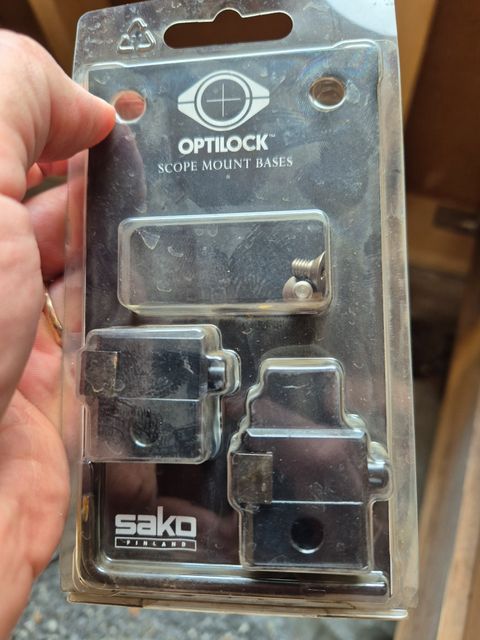 OPTILOCK™
SCOPE MOUNT BASES
sako
FINLAND